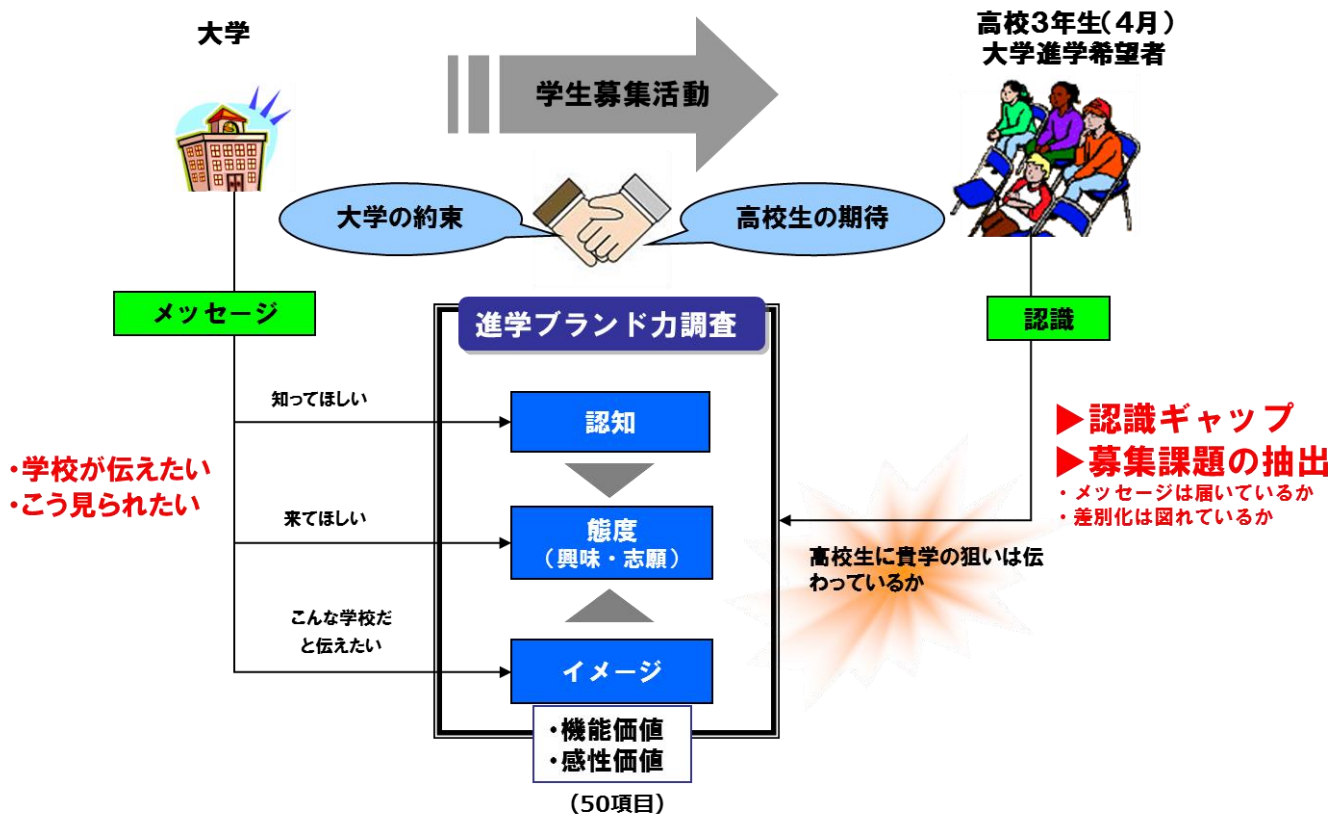 大学
学生募集活動
高校3年生(4月)
大学進学希望者
大学の約束
高校生の期待
メッセージ
進学ブランド力調査
認識
知ってほしい
認知
・学校が伝えたい
・こう見られたい
▶認識ギャップ
▶募集課題の抽出
・メッセージは届いているか
・差別化は図れているか
来てほしい
態度
(興味・志願)
高校生に貴学の狙いは伝
わっているか
こんな学校だ
と伝えたい
イメージ
・機能価値
・感性価値
(50項目)